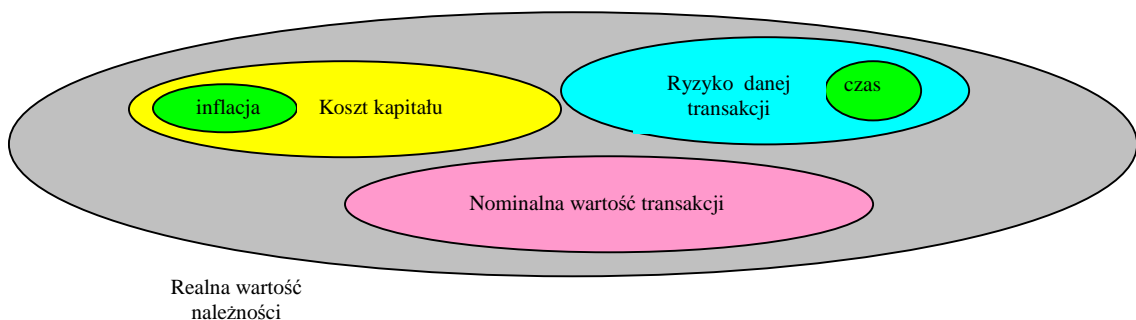 inflacja
Koszt kapitału
Ryzyko danej
transakcji
czas
Nominalna wartość transakcji
Realna wartość
należności